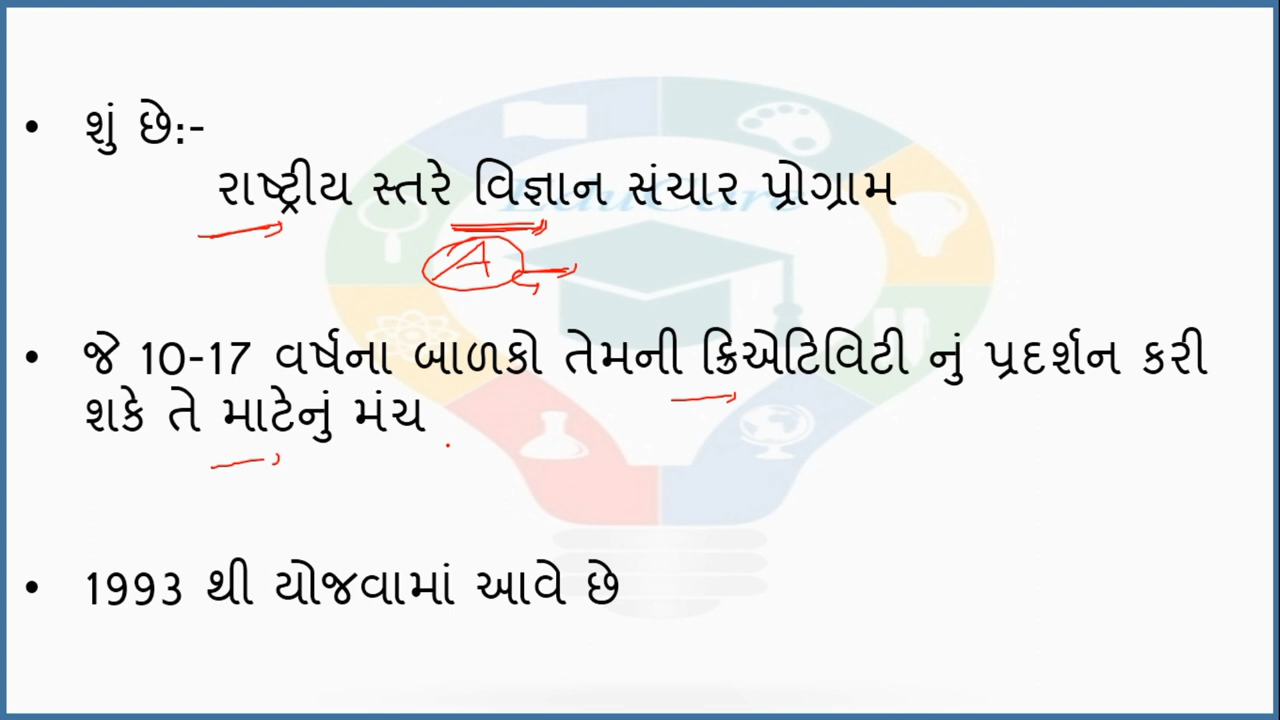 • શું છે:-
રાષ્ટ્રીય સ્તરે વિજ્ઞાન સંચાર પ્રોગ્રામ
A
• જે 10-17 વર્ષના બાળકો તેમની ક્રિએટિવિટી નું પ્રદર્શન કરી
શકે તે માટેનું મંચ
• 1993 થી યોજવામાં આવે છે